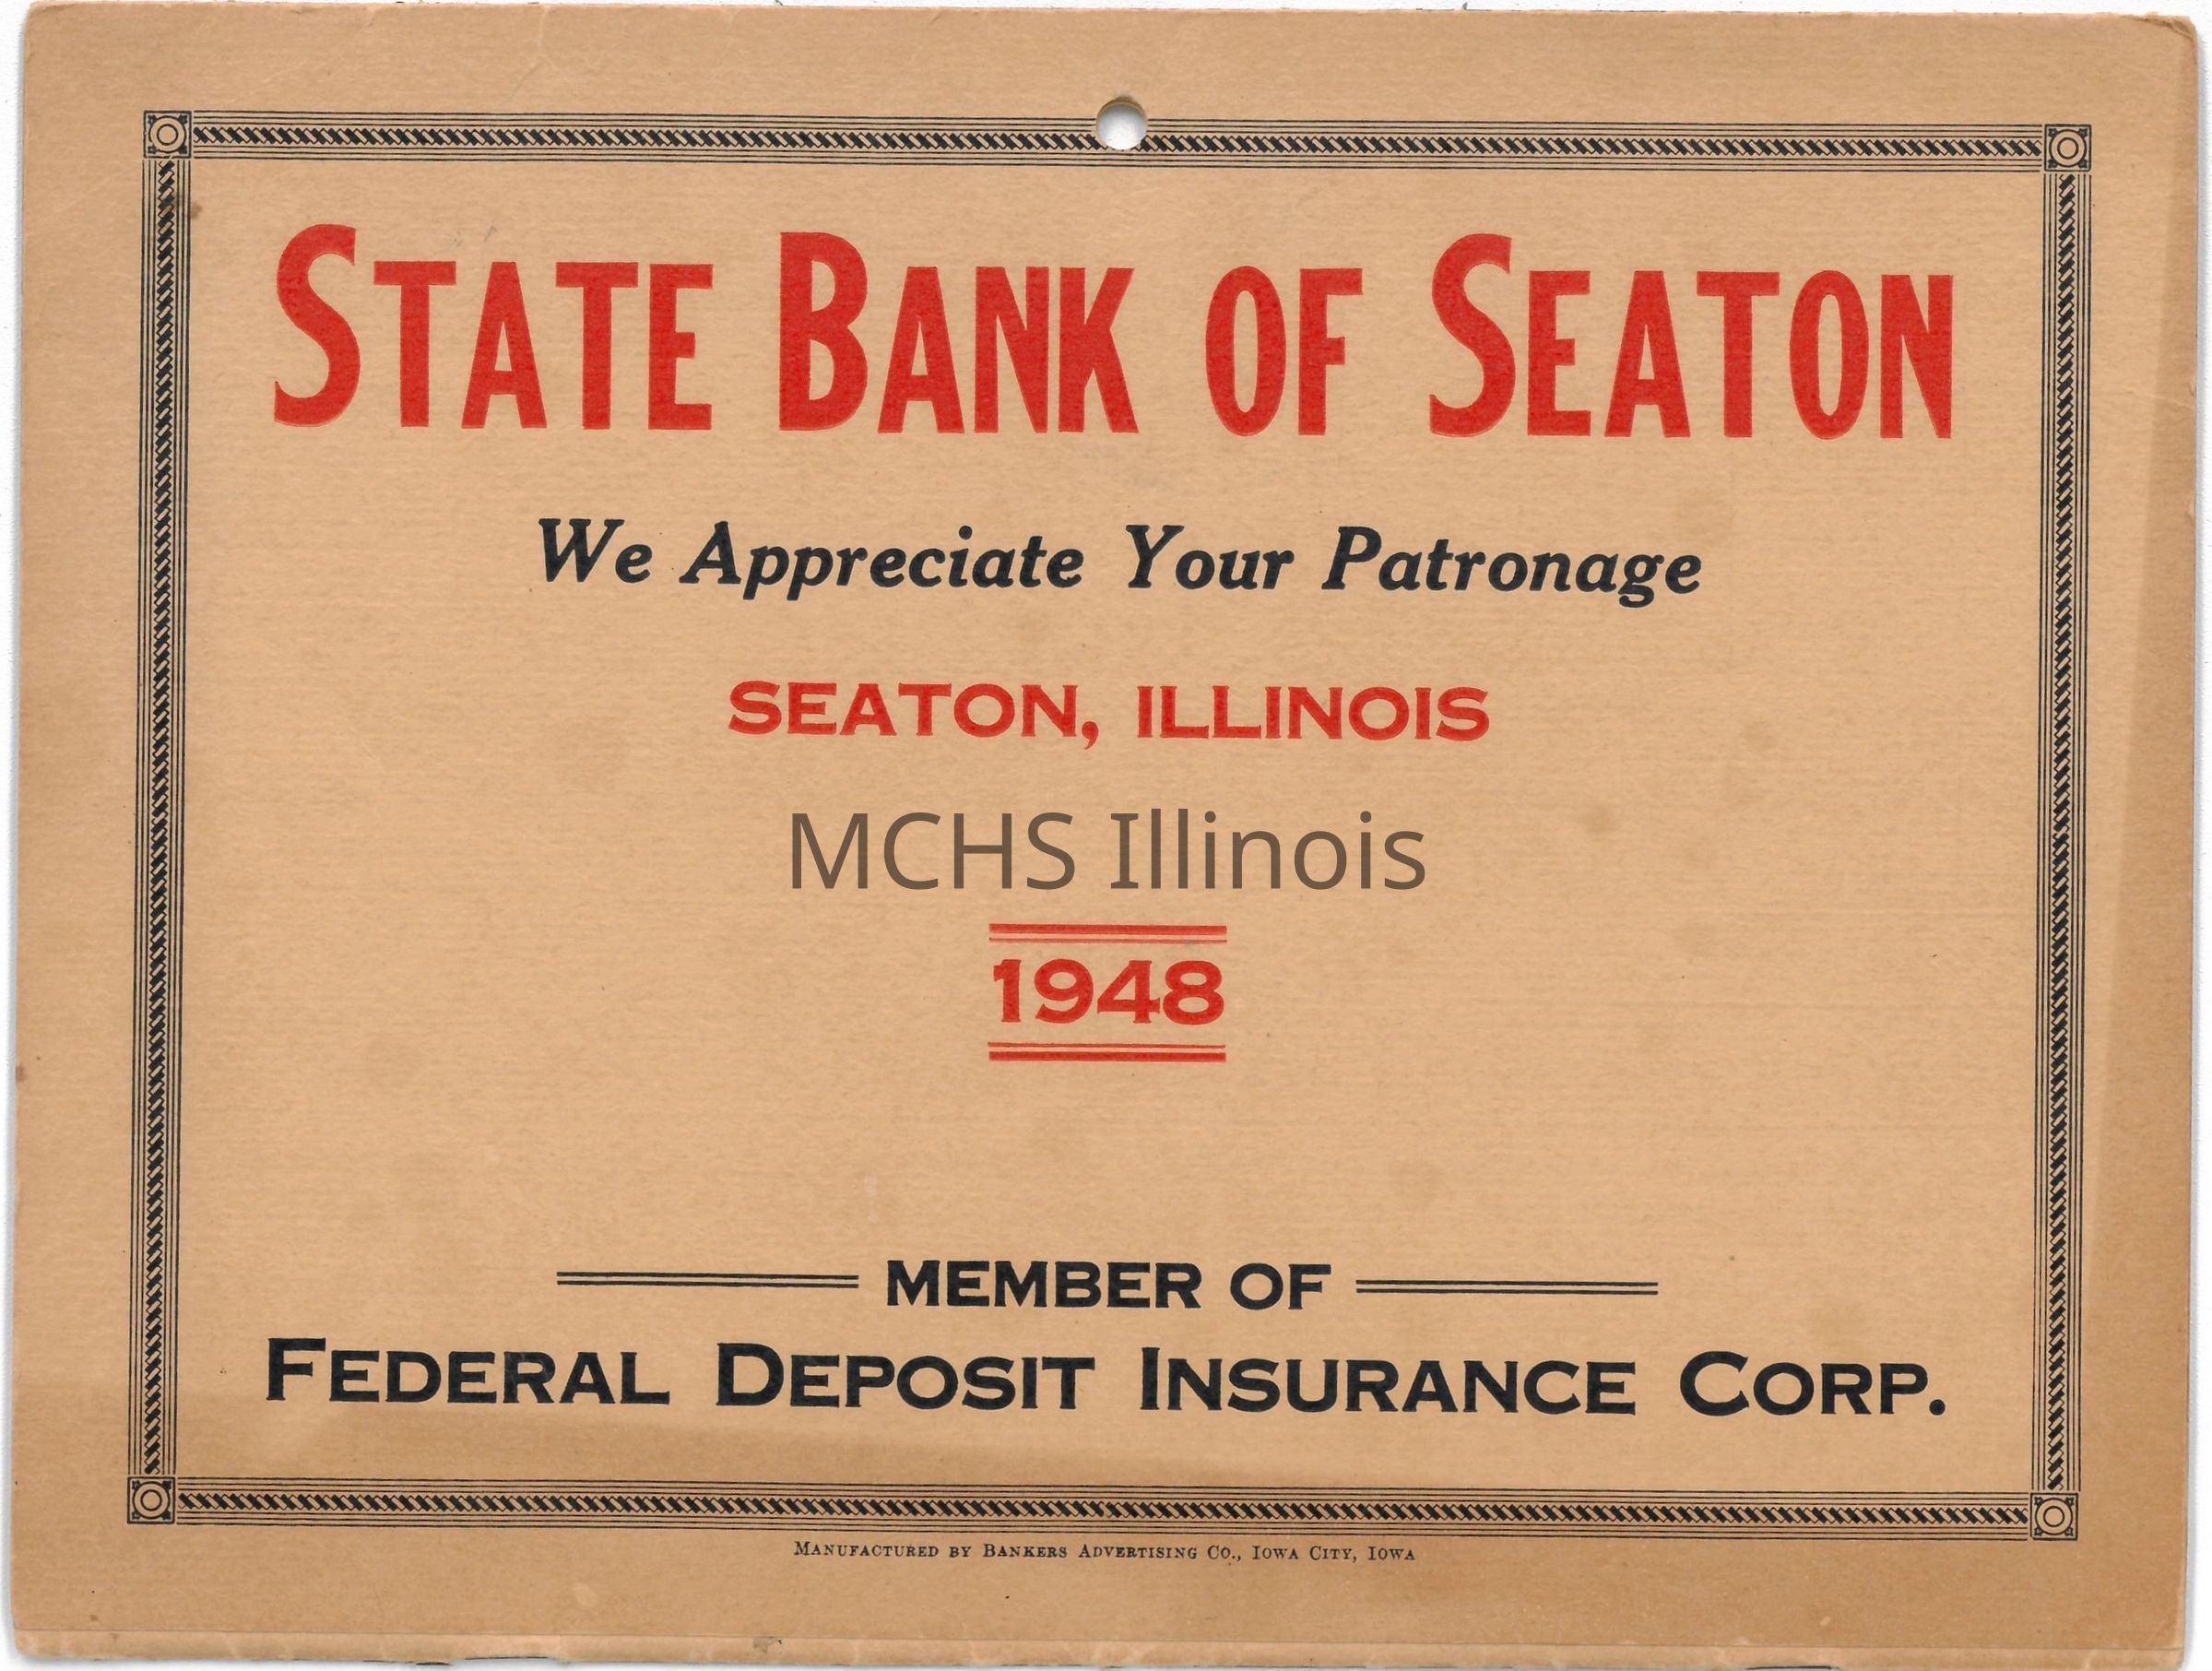 STATE BANK OF SEATON
We Appreciate Your Patronage
SEATON, ILLINOIS
MCHS Illinois
1948
MEMBER OF
FEDERAL DEPOSIT INSURANCE CORP.
MANUFACTURED BY BANKERS ADVERTISING CO., IOWA CITY, IOWA